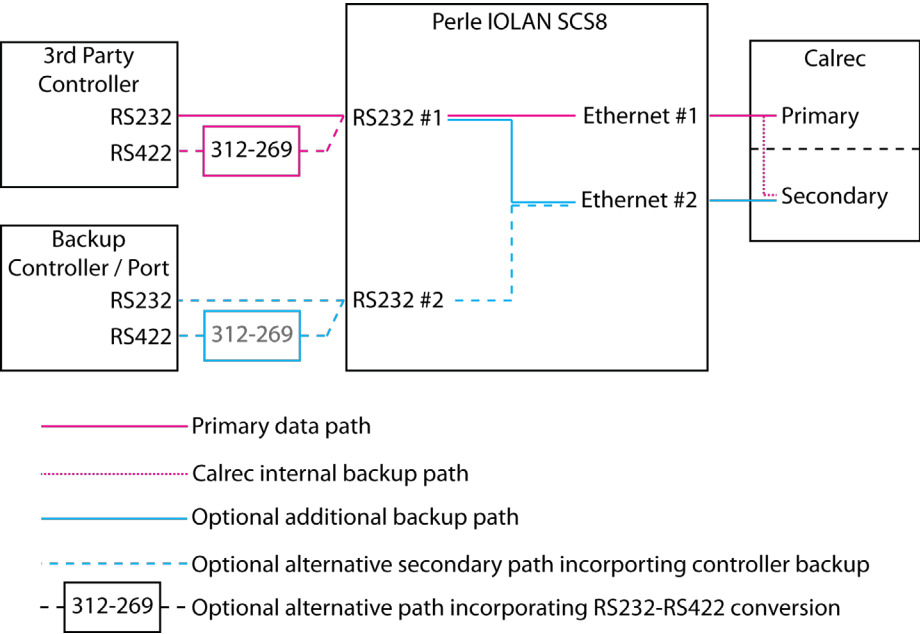 Perle IOLAN SCS8
3rd Party
Controller
RS232
RS422
312-269
RS232 #1
Ethernet #1
Calrec
Primary
Ethernet #2
Secondary
Backup
Controller / Port
RS232
RS422
312-269
RS232 #2
Primary data path
Calrec internal backup path
Optional additional backup path
Optional alternative secondary path incorporting controller backup
312-269
Optional alternative path incorporating RS232-RS422 conversion